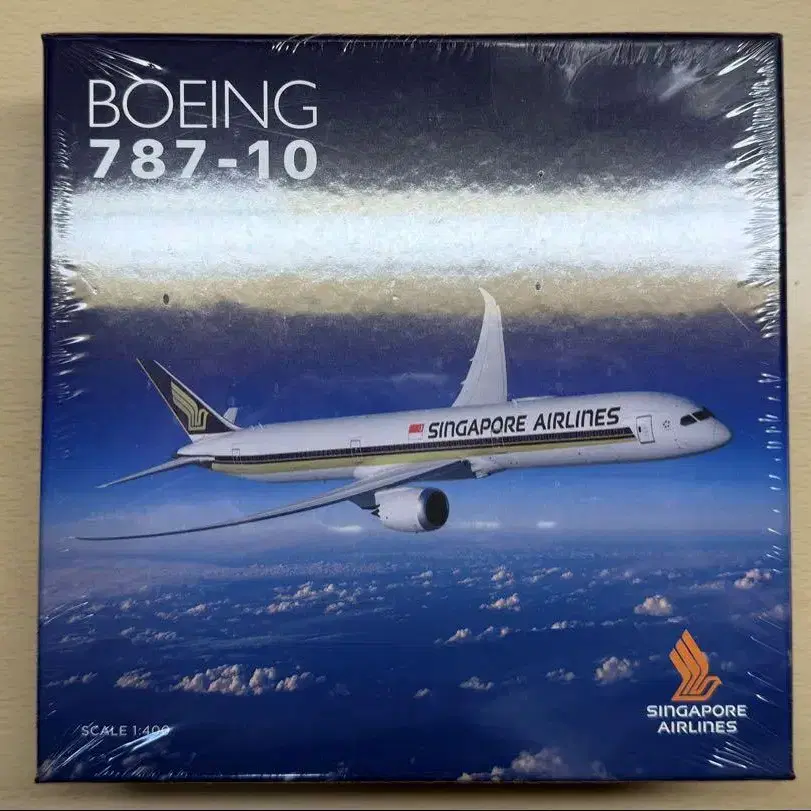 BOEING
787-10
SINGAPORE AIRLINES
SINGAPORE
AIRLINES
SCALE 1:400